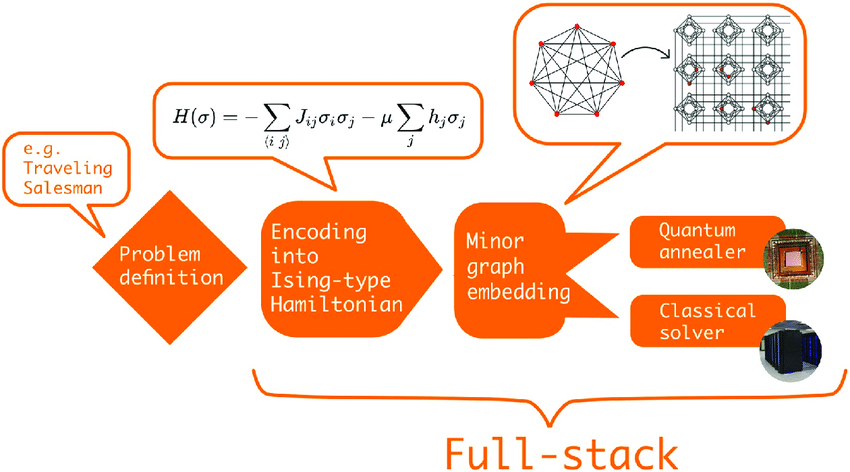 H(σ) = − ∑⟨i j⟩ Jijσiσj − μ ∑j hjσj
e.g.
Traveling
Salesman
Problem
definition
Encoding
into
Ising-type
Hamiltonian
Minor
graph
embedding
Quantum
annealer
Classical
solver
Full-stack